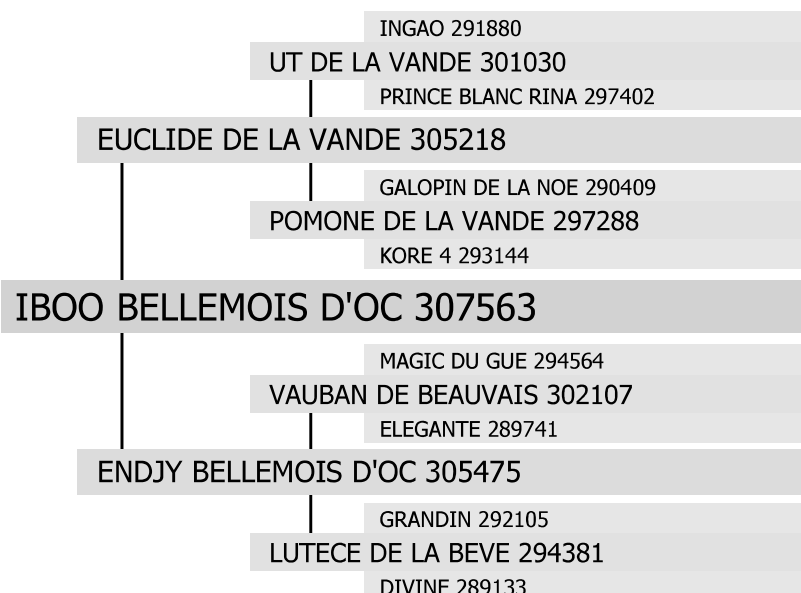 INGAO 291880
UT DE LA VANDE 301030
PRINCE BLANC RINA 297402
EUCLIDE DE LA VANDE 305218
GALOPIN DE LA NOE 290409
POMONE DE LA VANDE 297288
KORE 4 293144
IBOO BELLEMOIS D'OC 307563
MAGIC DU GUE 294564
VAUBAN DE BEAUVAIS 302107
ELEGANTE 289741
ENDJY BELLEMOIS D'OC 305475
GRANDIN 292105
LUTECE DE LA BEVE 294381
DIVINE 289133